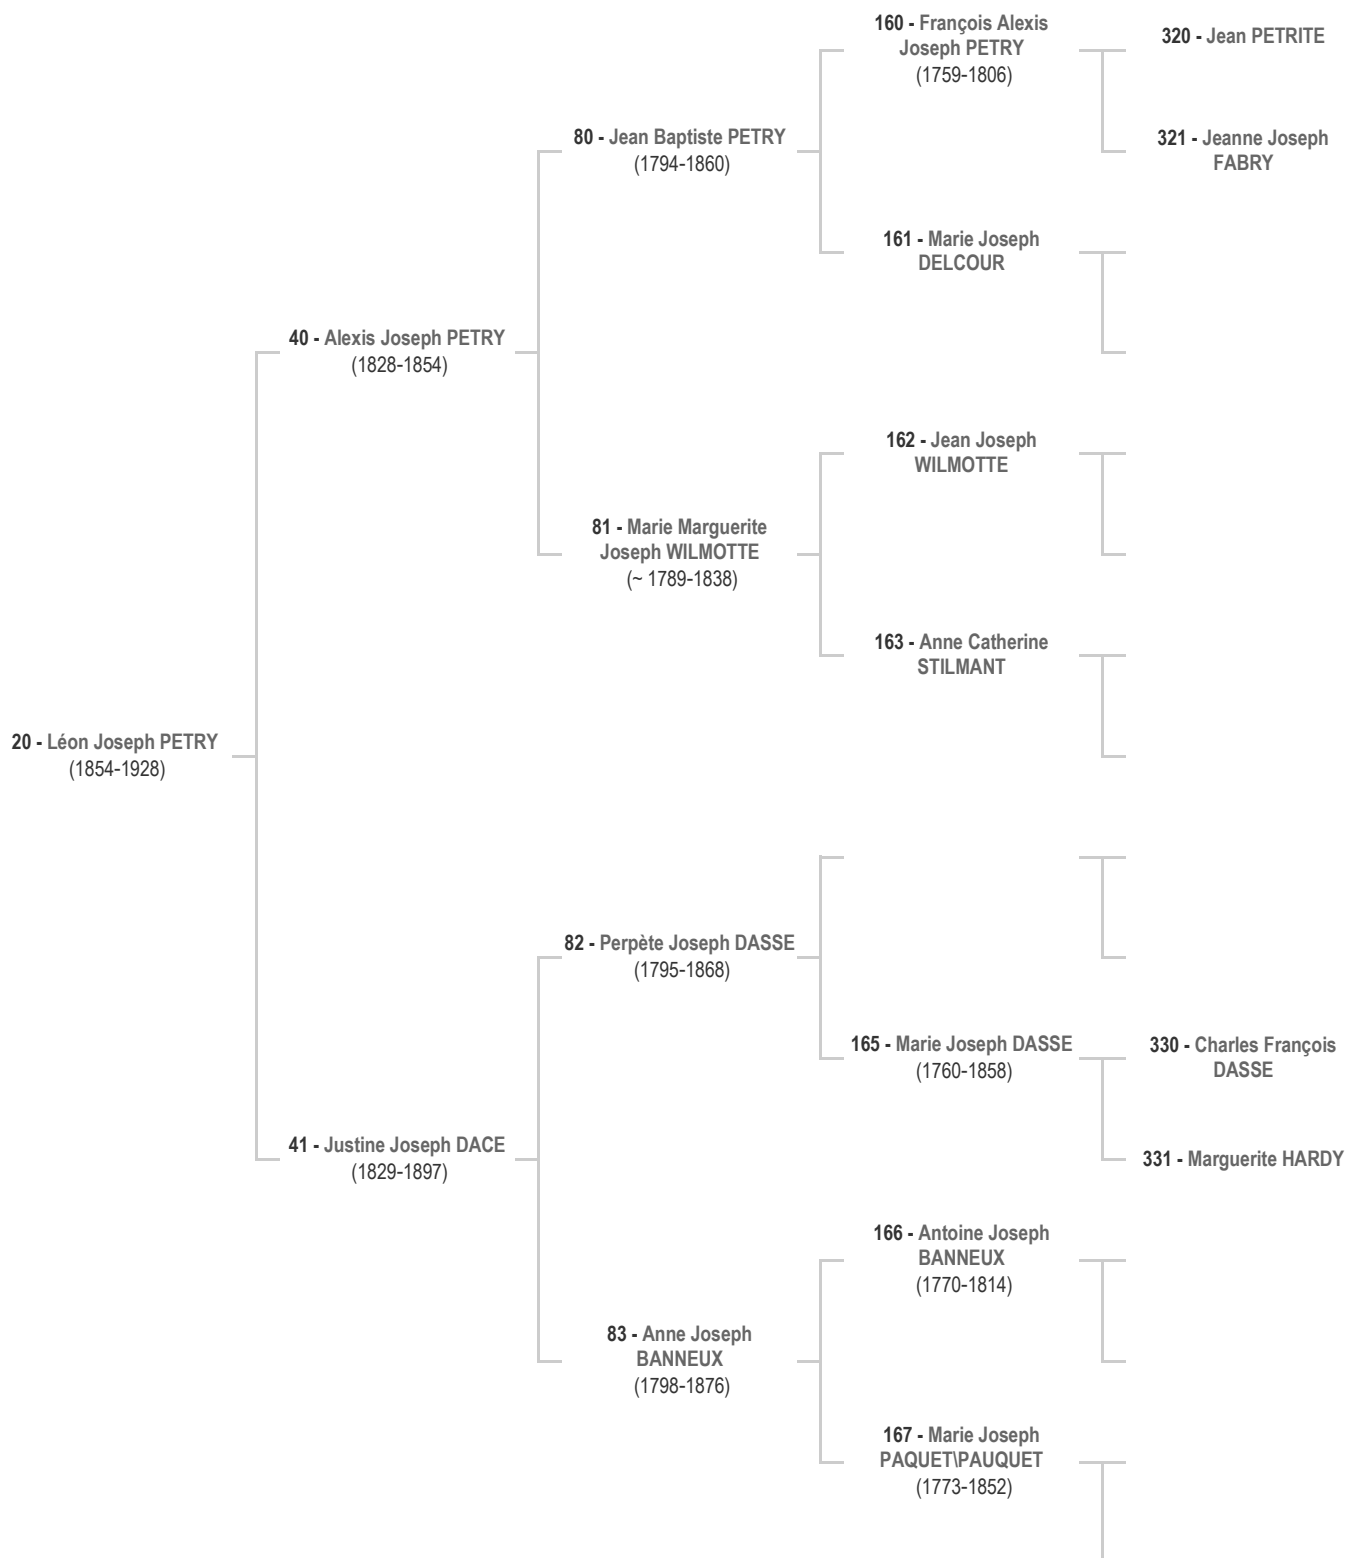 160 - François Alexis
Joseph PETRY
(1759-1806)
320 - Jean PETRITE
80 - Jean Baptiste PETRY
(1794-1860)
321 - Jeanne Joseph
FABRY
161 - Marie Joseph
DELCOUR
40 - Alexis Joseph PETRY
(1828-1854)
162 - Jean Joseph
WILMOTTE
81 - Marie Marguerite
Joseph WILMOTTE
(~ 1789-1838)
163 - Anne Catherine
STILMANT
20 - Léon Joseph PETRY
(1854-1928)
82 - Perpète Joseph DASSE
(1795-1868)
165 - Marie Joseph DASSE
(1760-1858)
330 - Charles François
DASSE
41 - Justine Joseph DACE
(1829-1897)
331 - Marguerite HARDY
166 - Antoine Joseph
BANNEUX
(1770-1814)
83 - Anne Joseph
BANNEUX
(1798-1876)
167 - Marie Joseph
PAQUET\PAUQUET
(1773-1852)